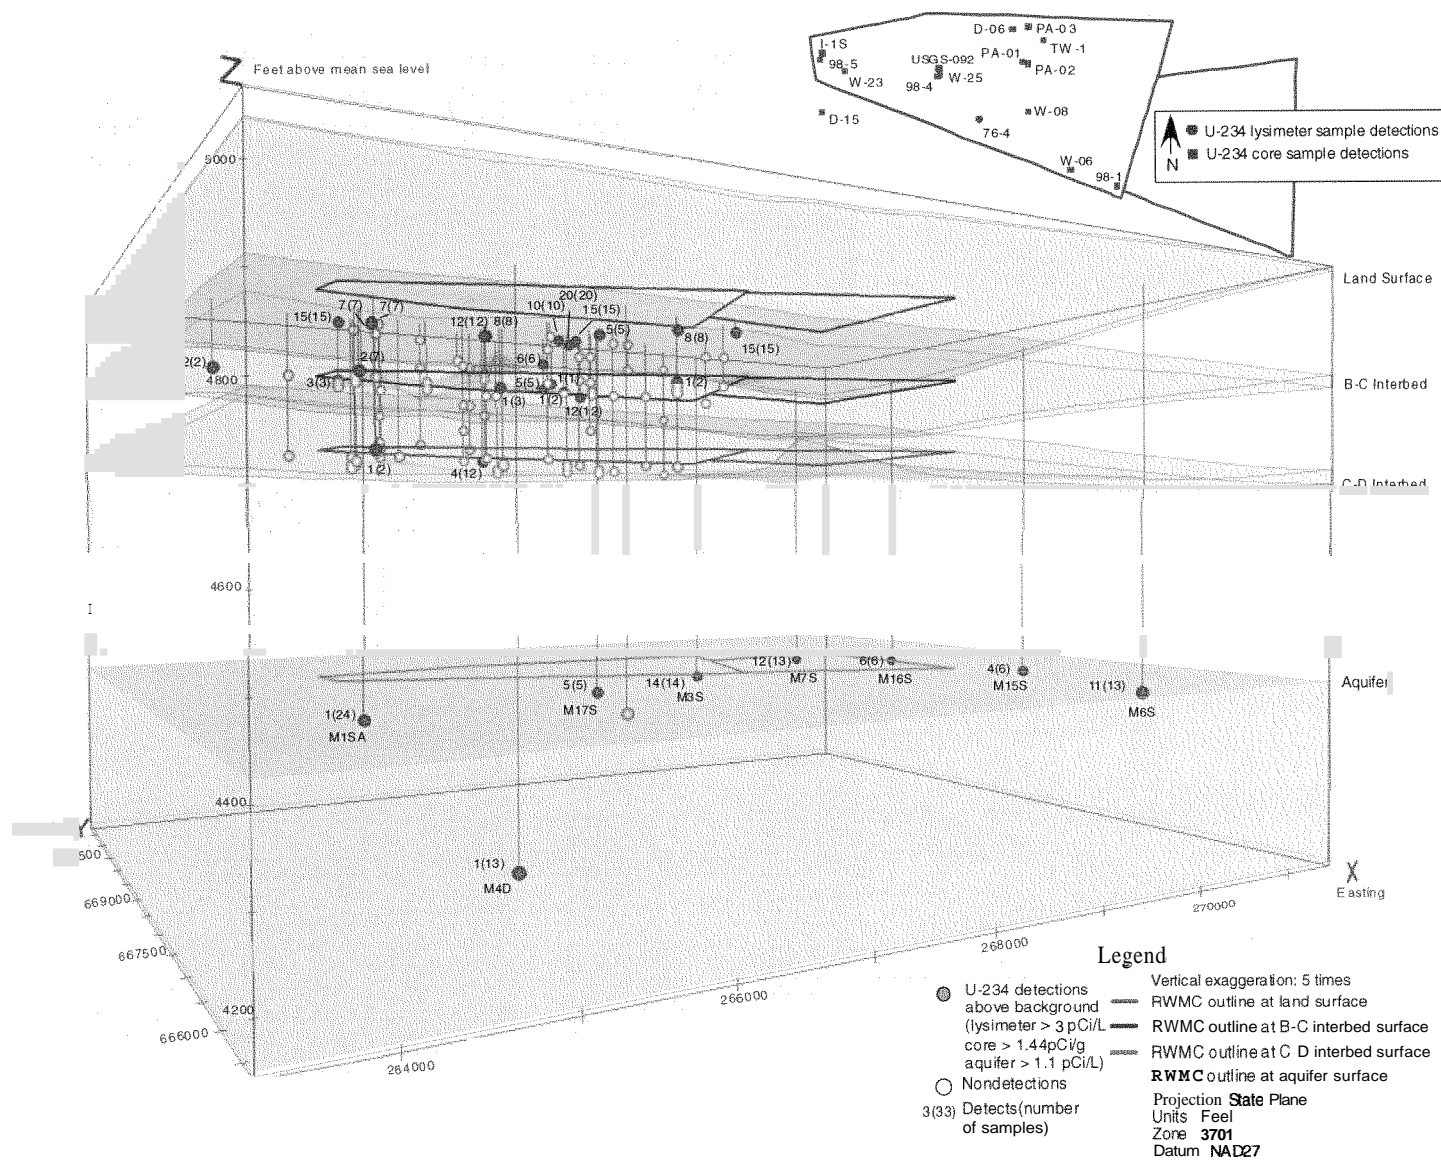 D-06
PA-03
I-1S
TW-1
98-5
USGS-092
PA-01
PA-02
W-23
98-4
W-25
D-15
W-08
76-4
W-06
98-1
N
U-234 lysimeter sample detections
U-234 core sample detections
Z
Feet above mean sea level
5000
Land Surface
20(20)
7(7)
7(7)
10(10)
15(15)
15(15)
12(12)
8(8)
5(5)
8(8)
15(15)
2(2)
2(7)
6(6)
4800
3(3)
5(5)
1(1)
1(2)
1(3)
1(2)
12(12)
B-C Interbed
1(2)
4(12)
C-D Interbed
4600
I
12(13)
M7S
6(6)
M16S
4(6)
M15S
14(14)
M3S
5(5)
M17S
11(13)
M6S
Aquifer
1(24)
M1SA
4400
Y
500
1(13)
M4D
X
Easting
669000
270000
667500
268000
266000
4200
666000
264000
Legend
U-234 detections
above background
(lysimeter > 3 pCi/L
core > 1.44pCi/g
aquifer > 1.1 pCi/L)
Nondetections
3(33) Detects(number
of samples)
Vertical exaggeration: 5 times
RWMC outline at land surface
RWMC outline at B-C interbed surface
RWMC outline at C D interbed surface
RWMC outline at aquifer surface
Projection State Plane
Units Feel
Zone 3701
Datum NAD27